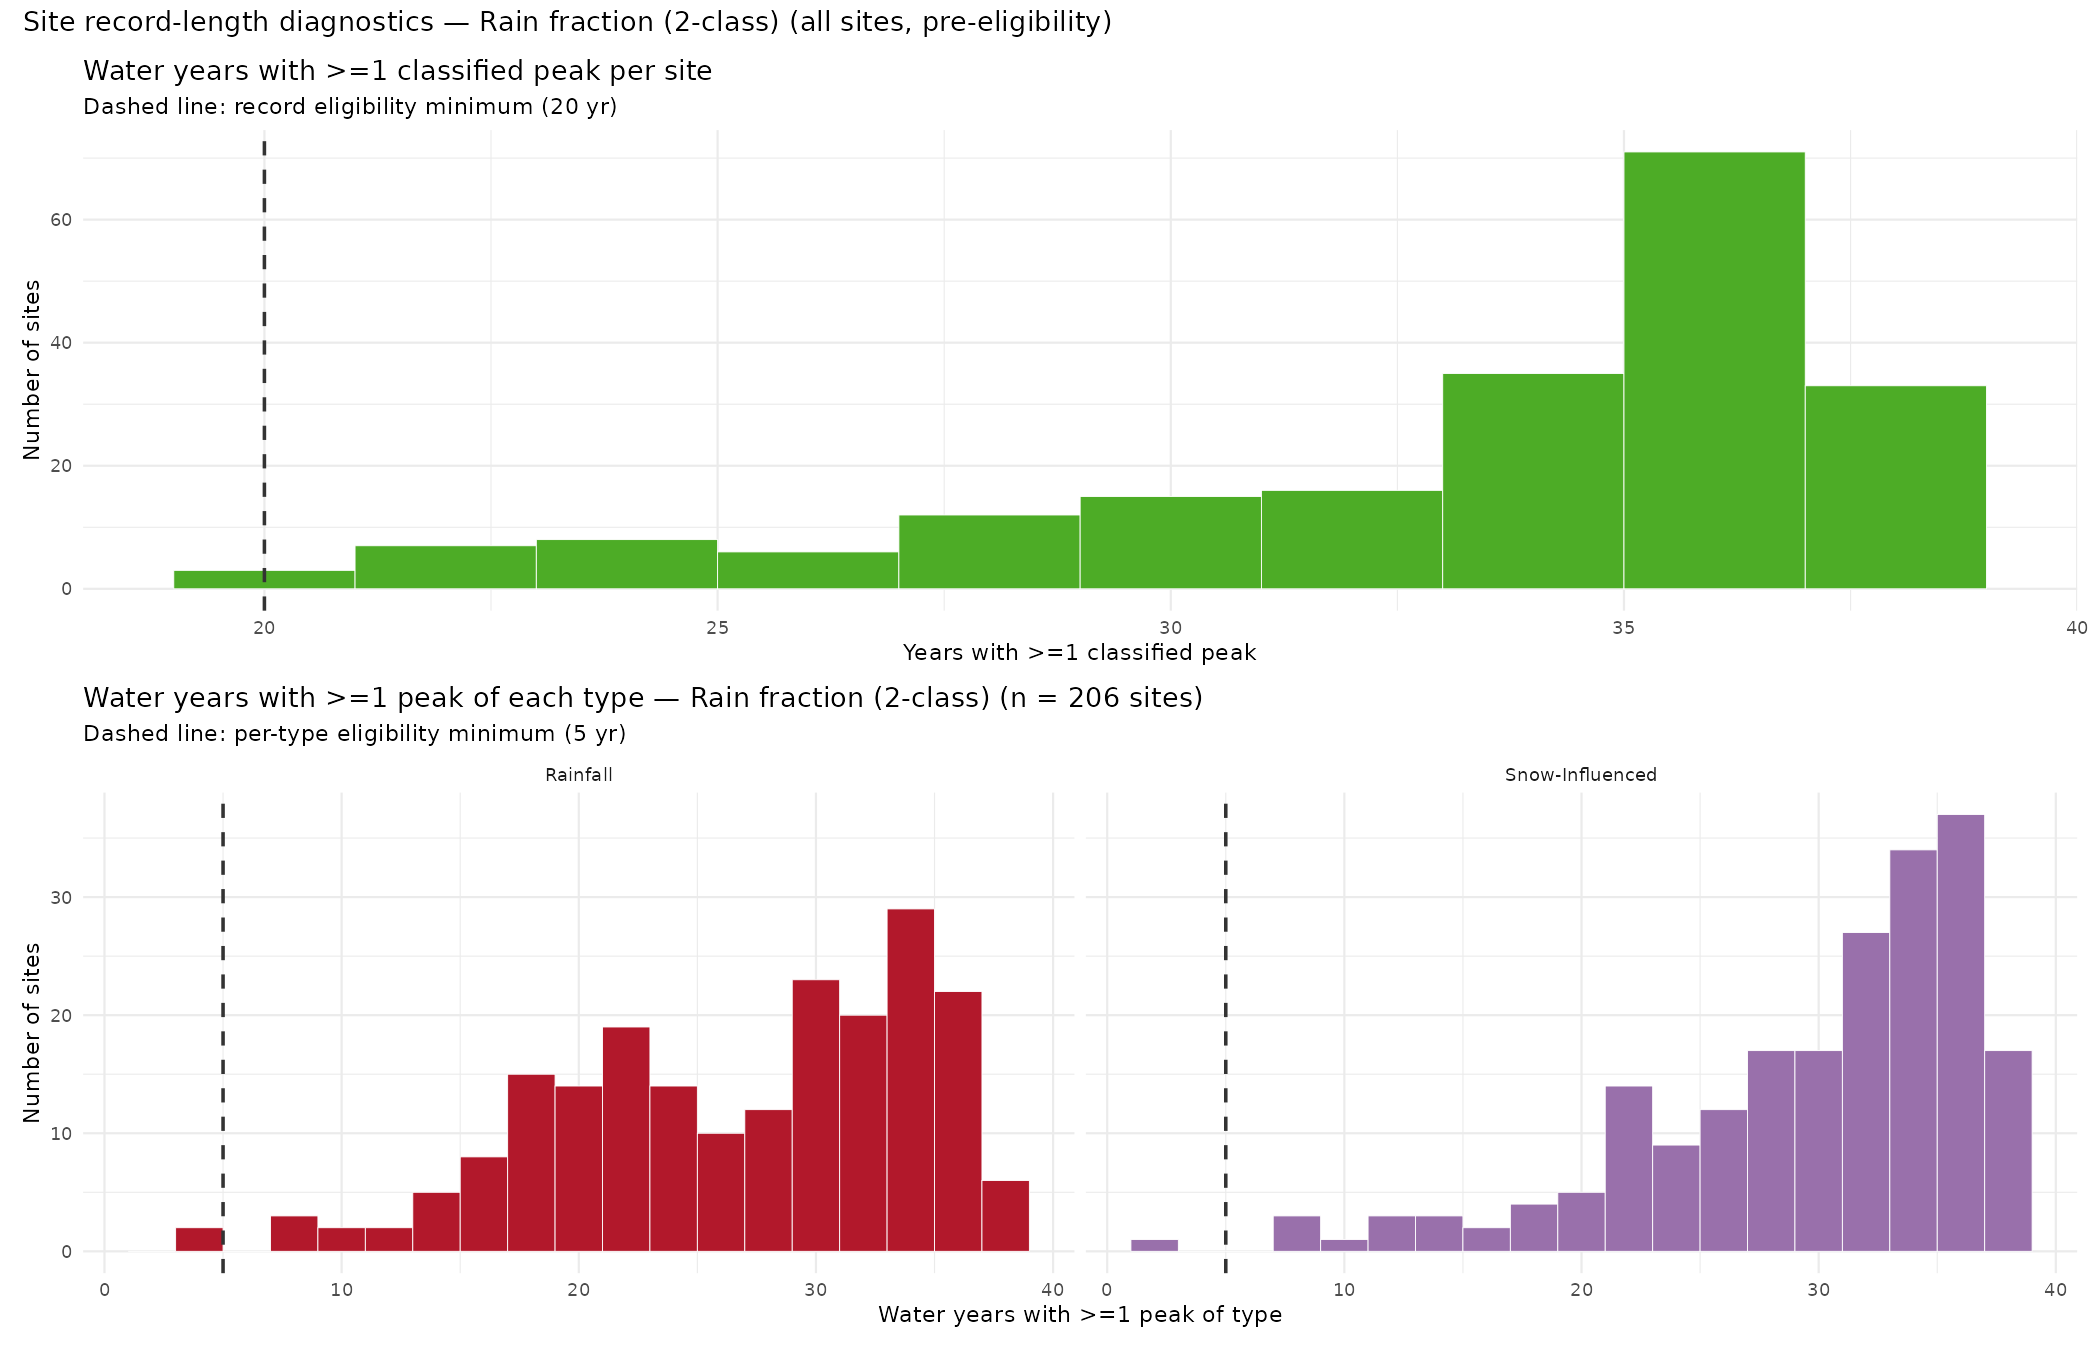 Site record-length diagnostics — Rain fraction (2-class) (all sites, pre-eligibility)
Water years with >=1 classified peak per site
Dashed line: record eligibility minimum (20 yr)
Number of sites
60
40
20
0
20 25 30 35 40
Years with >=1 classified peak
Water years with >=1 peak of each type — Rain fraction (2-class) (n = 206 sites)
Dashed line: per-type eligibility minimum (5 yr)
Rainfall Snow-Influenced
Number of sites
30
20
10
0
0 10 20 30 40 0 10 20 30 40
Water years with >=1 peak of type